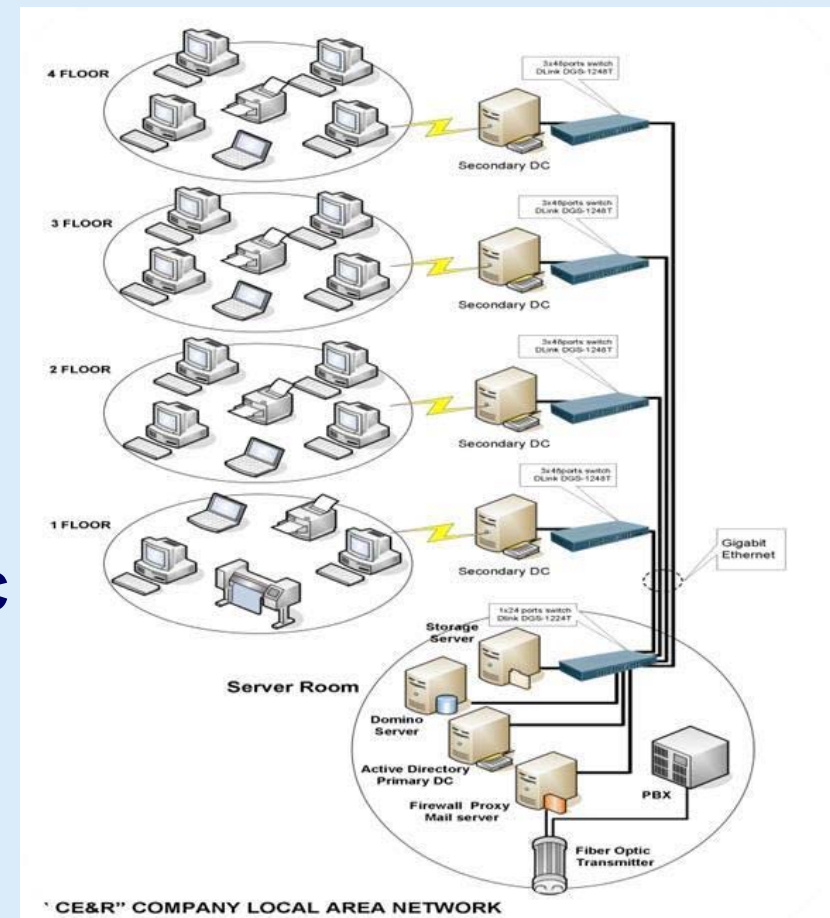 4 FLOOR
3x48ports switch
DLink DGS-1248T
Secondary DC
3 FLOOR
3x48ports switch
DLink DGS-1248T
Secondary DC
2 FLOOR
3x48ports switch
DLink DGS-1248T
Secondary DC
1 FLOOR
3x48ports switch
DLink DGS-1248T
Secondary DC
Gigabit
Ethernet
C
1x24 ports switch
Dlink DGS-1224T
Storage
Server
Server Room
Domino
Server
Active Directory
Primary DC
PBX
Firewall Proxy
Mail server
Fiber Optic
Transmitter
` CE&R" COMPANY LOCAL AREA NETWORK